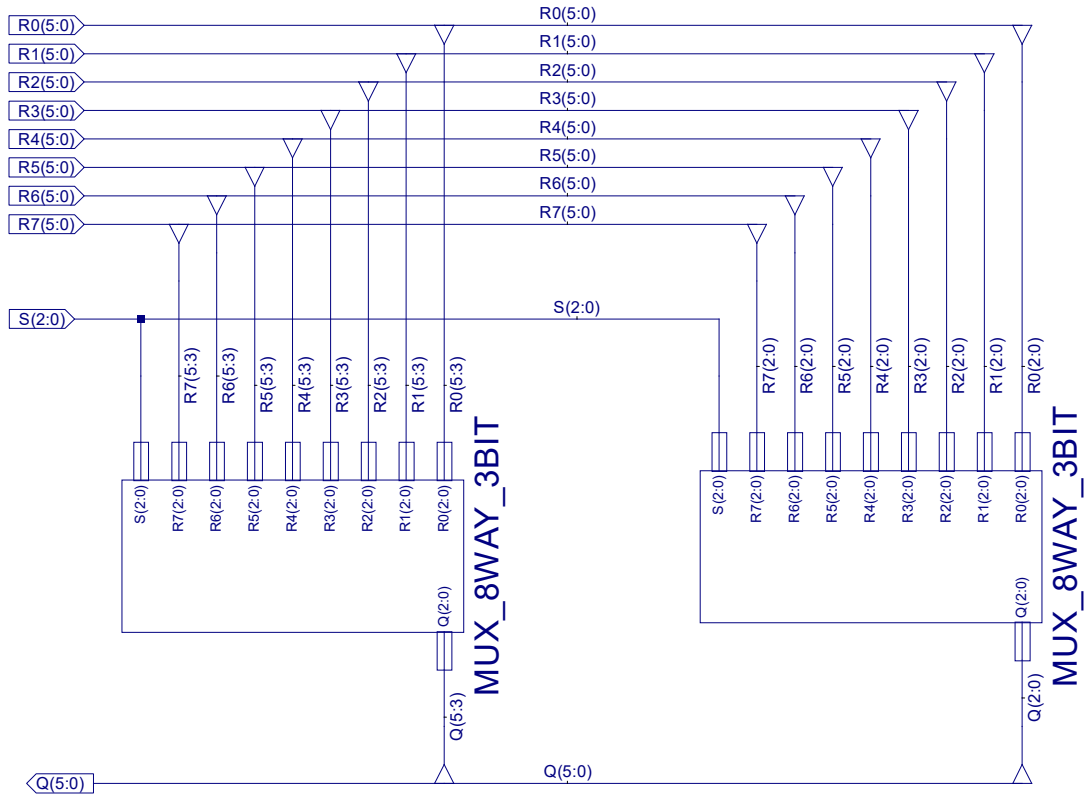 R0(5:0) R0(5:0)
R1(5:0) R1(5:0)
R2(5:0) R2(5:0)
R3(5:0) R3(5:0)
R4(5:0) R4(5:0)
R5(5:0) R5(5:0)
R6(5:0) R6(5:0)
R7(5:0) R7(5:0)
S(2:0) S(2:0)
R7(5:3)
R6(5:3)
R5(5:3)
R4(5:3)
R3(5:3)
R2(5:3)
R1(5:3)
R0(5:3)
R7(2:0)
R6(2:0)
R5(2:0)
R4(2:0)
R3(2:0)
R2(2:0)
R1(2:0)
R0(2:0)
S(2:0)
R7(2:0)
R6(2:0)
R5(2:0)
R4(2:0)
R3(2:0)
R2(2:0)
R1(2:0)
R0(2:0)
Q(2:0)
MUX_8WAY_3BIT
S(2:0)
R7(2:0)
R6(2:0)
R5(2:0)
R4(2:0)
R3(2:0)
R2(2:0)
R1(2:0)
R0(2:0)
Q(2:0)
MUX_8WAY_3BIT
Q(5:3)
Q(2:0)
Q(5:0) Q(5:0)